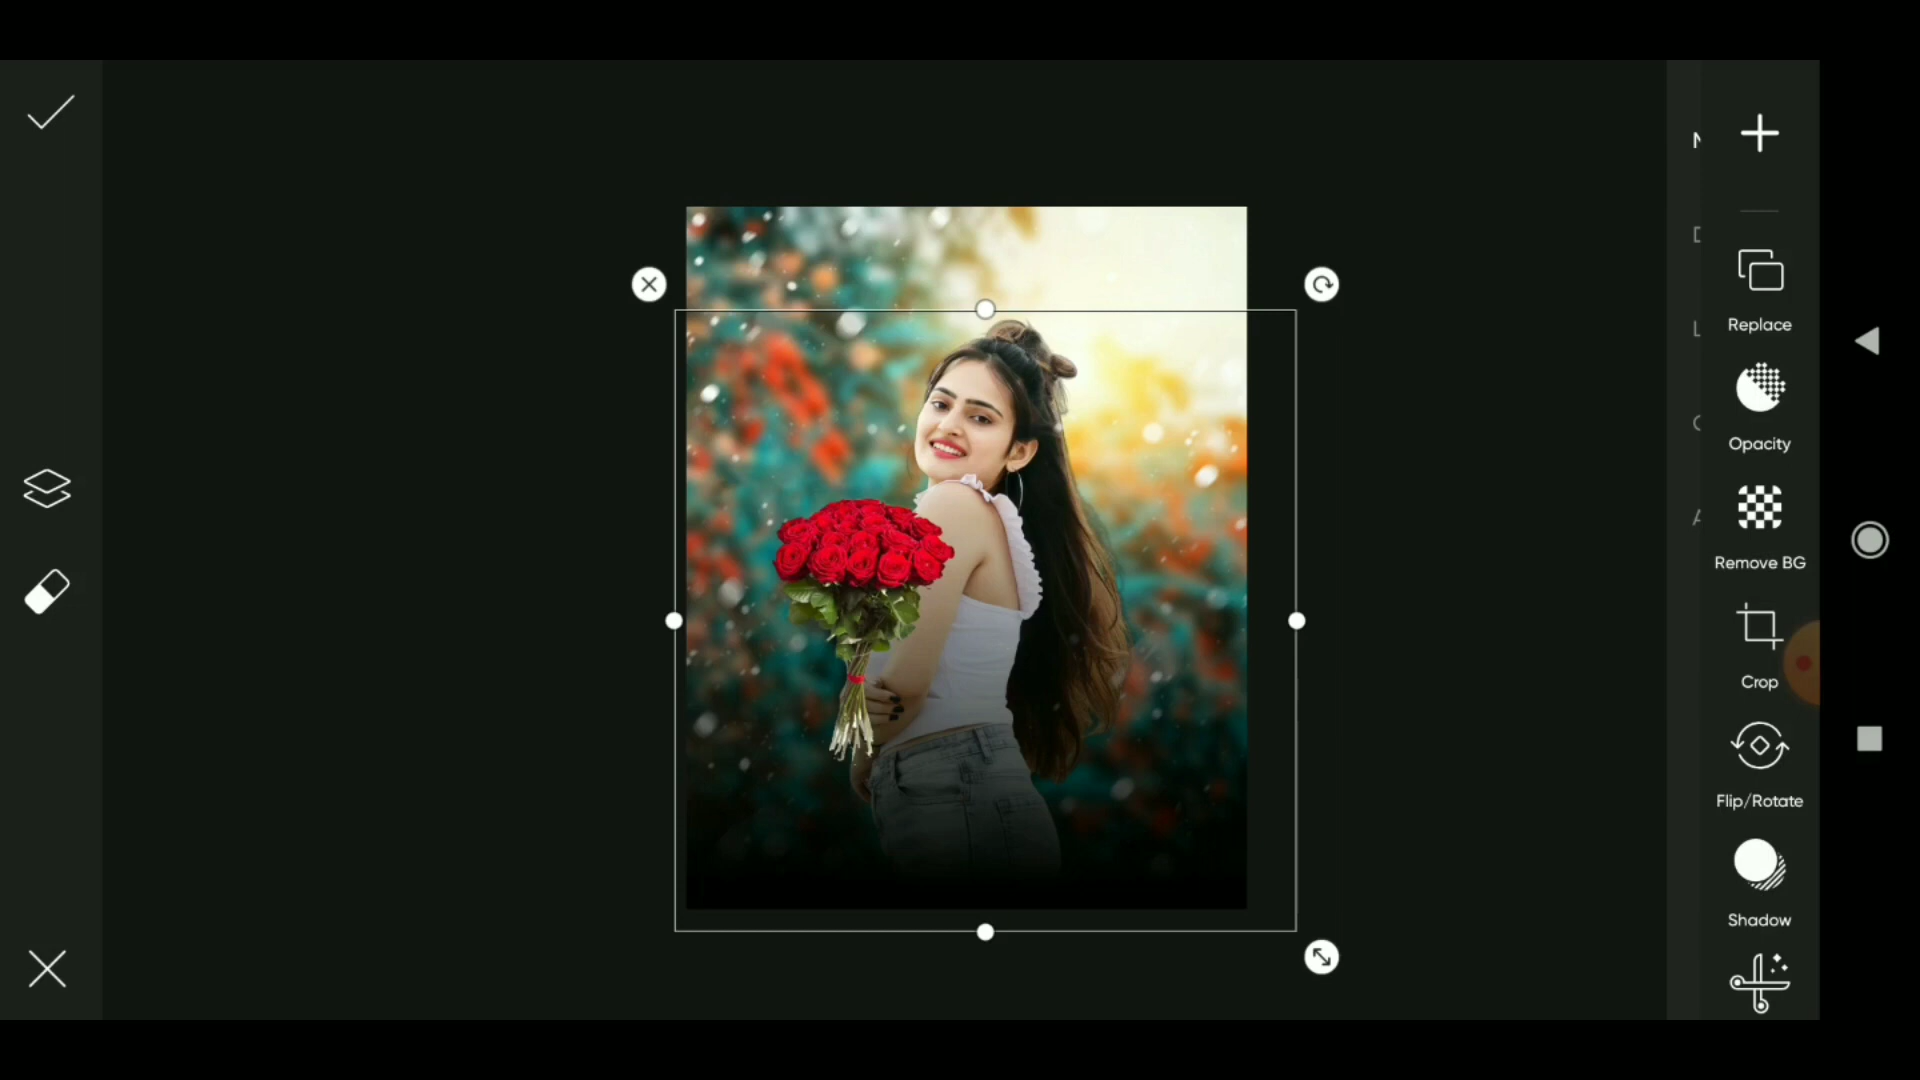 Replace
Opacity
Remove BG
Crop
Flip/Rotate
Shadow